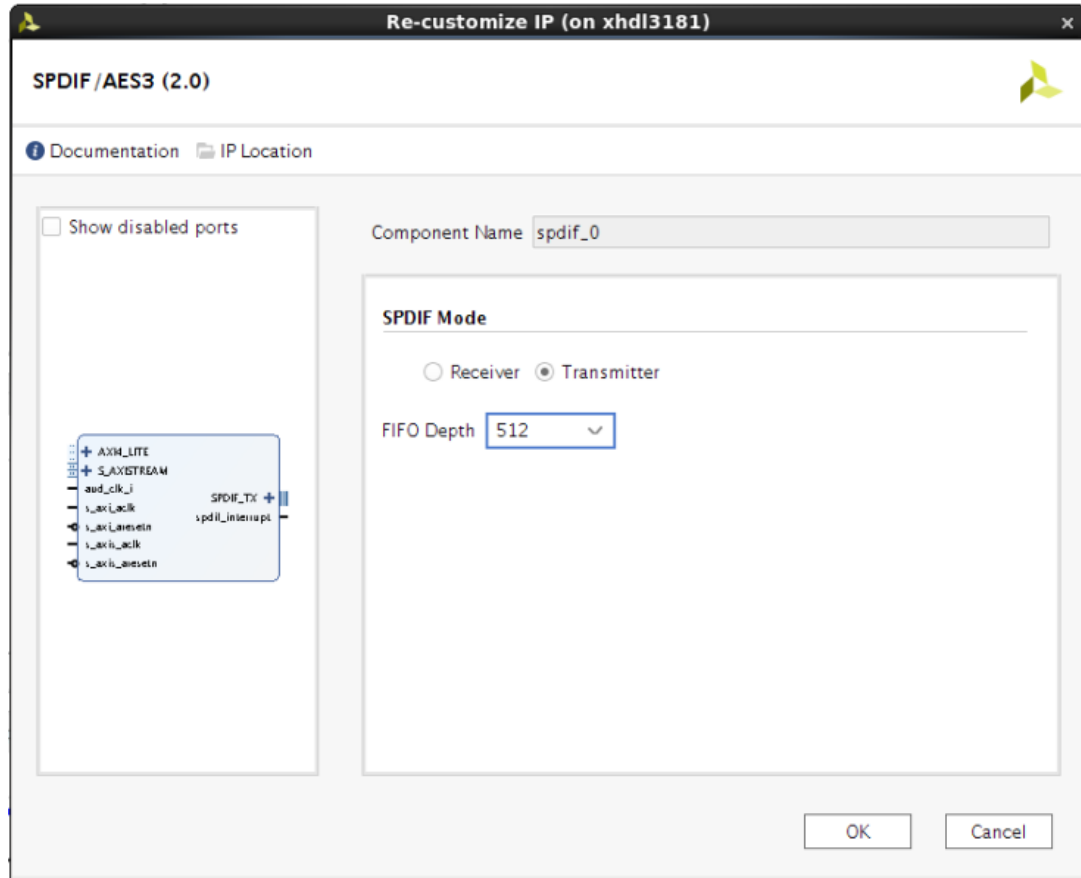 Re-customize IP (on xhdl3181)
SPDIF/AES3 (2.0)
Documentation IP Location
Show disabled ports
Component Name spdif_0
SPDIF Mode
Receiver Transmitter
FIFO Depth 512
AXI4_LITE
S_AXISTREAM
aud_clk_i
s_axi_aclk
s_axi_aresetn
s_axis_aclk
s_axis_aresetn
SPDIF_TX
spdif_interrupt
OK Cancel